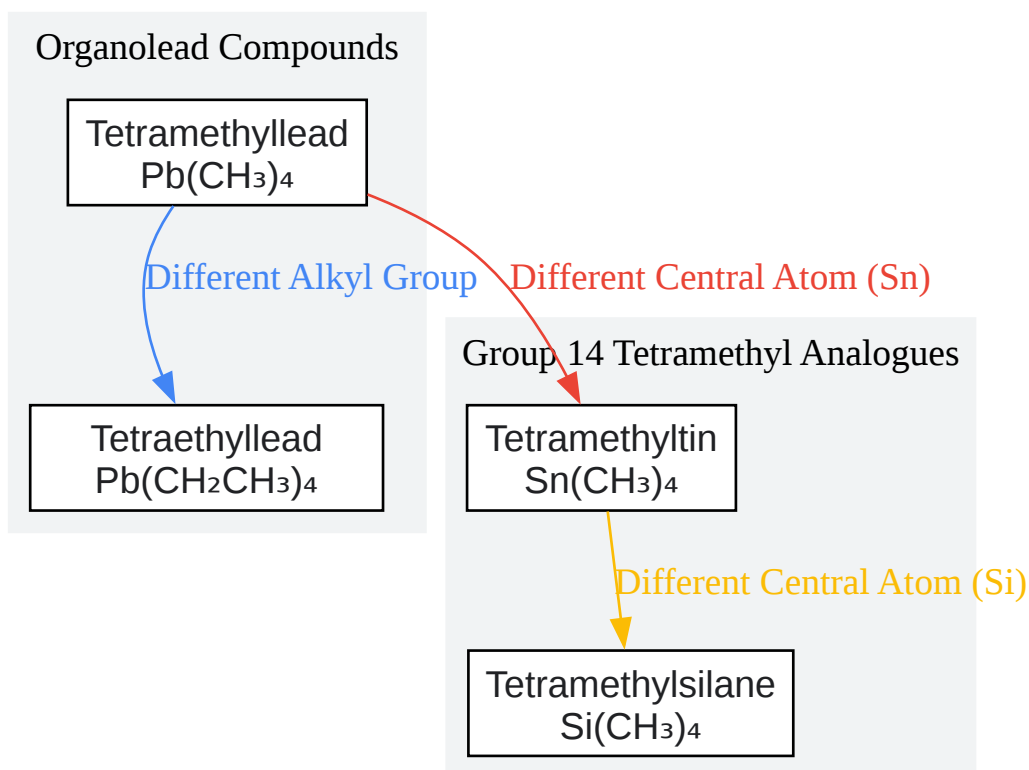 Organolead Compounds
Tetramethyllead
Pb(CH₃)₄
Different Alkyl Group
Different Central Atom (Sn)
Group 14 Tetramethyl Analogues
Tetraethyllead
Pb(CH₂CH₃)₄
Tetramethyltin
Sn(CH₃)₄
Different Central Atom (Si)
Tetramethylsilane
Si(CH₃)₄